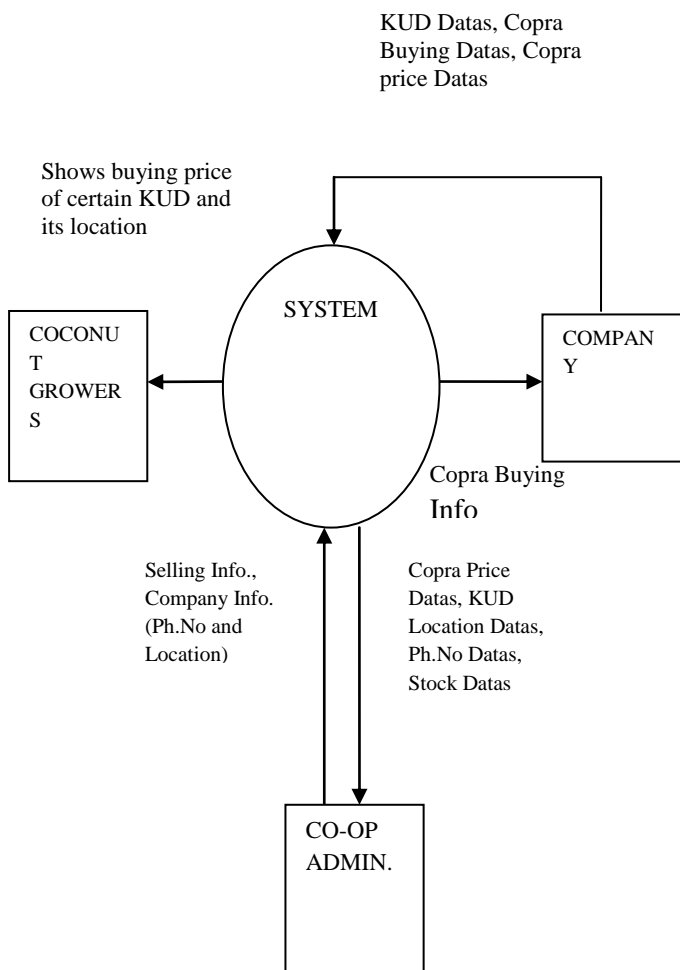 KUD Datas, Copra
Buying Datas, Copra
price Datas
Shows buying price
of certain KUD and
its location
SYSTEM
COCONU
T
GROWER
S
COMPAN
Y
Copra Buying
Info
Selling Info.,
Company Info.
(Ph.No and
Location)
Copra Price
Datas, KUD
Location Datas,
Ph.No Datas,
Stock Datas
CO-OP
ADMIN.